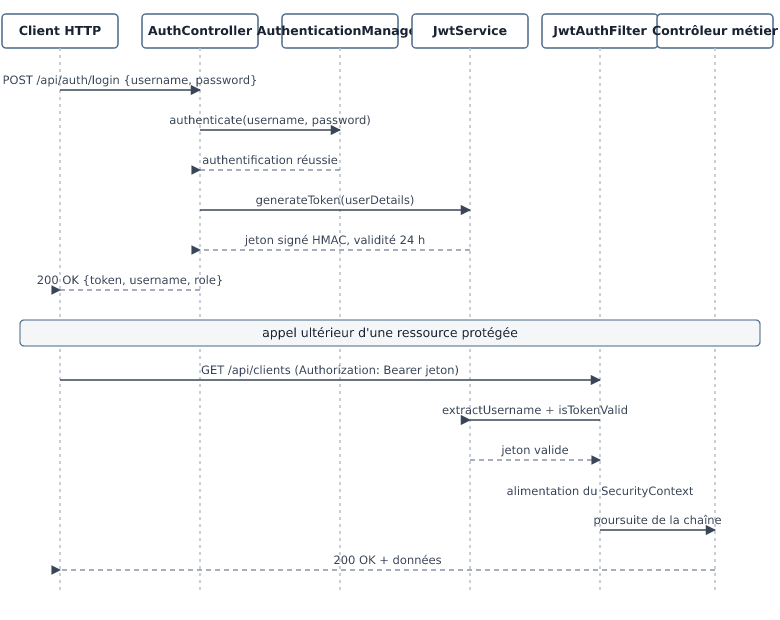 Client HTTP
AuthController
AuthenticationManage
JwtService
JwtAuthFilter
Contrôleur métier
POST /api/auth/login {username, password}
authenticate(username, password)
authentification réussie
generateToken(userDetails)
jeton signé HMAC, validité 24 h
200 OK {token, username, role}
appel ultérieur d'une ressource protégée
GET /api/clients (Authorization: Bearer jeton)
extractUsername + isTokenValid
jeton valide
alimentation du SecurityContext
poursuite de la chaîne
200 OK + données